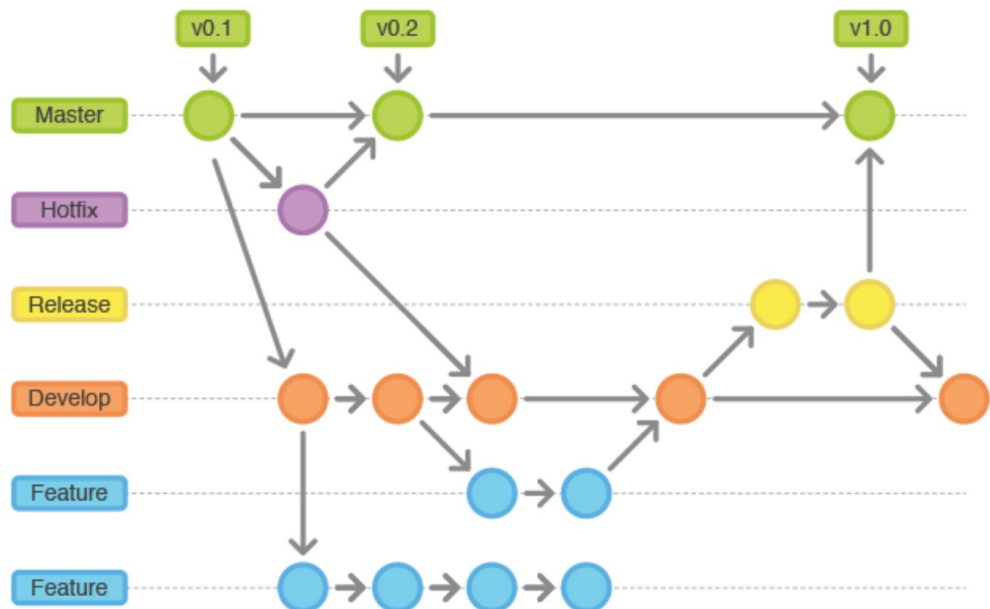 v0.1
v0.2
v1.0
Master
Hotfix
Release
Develop
Feature
Feature